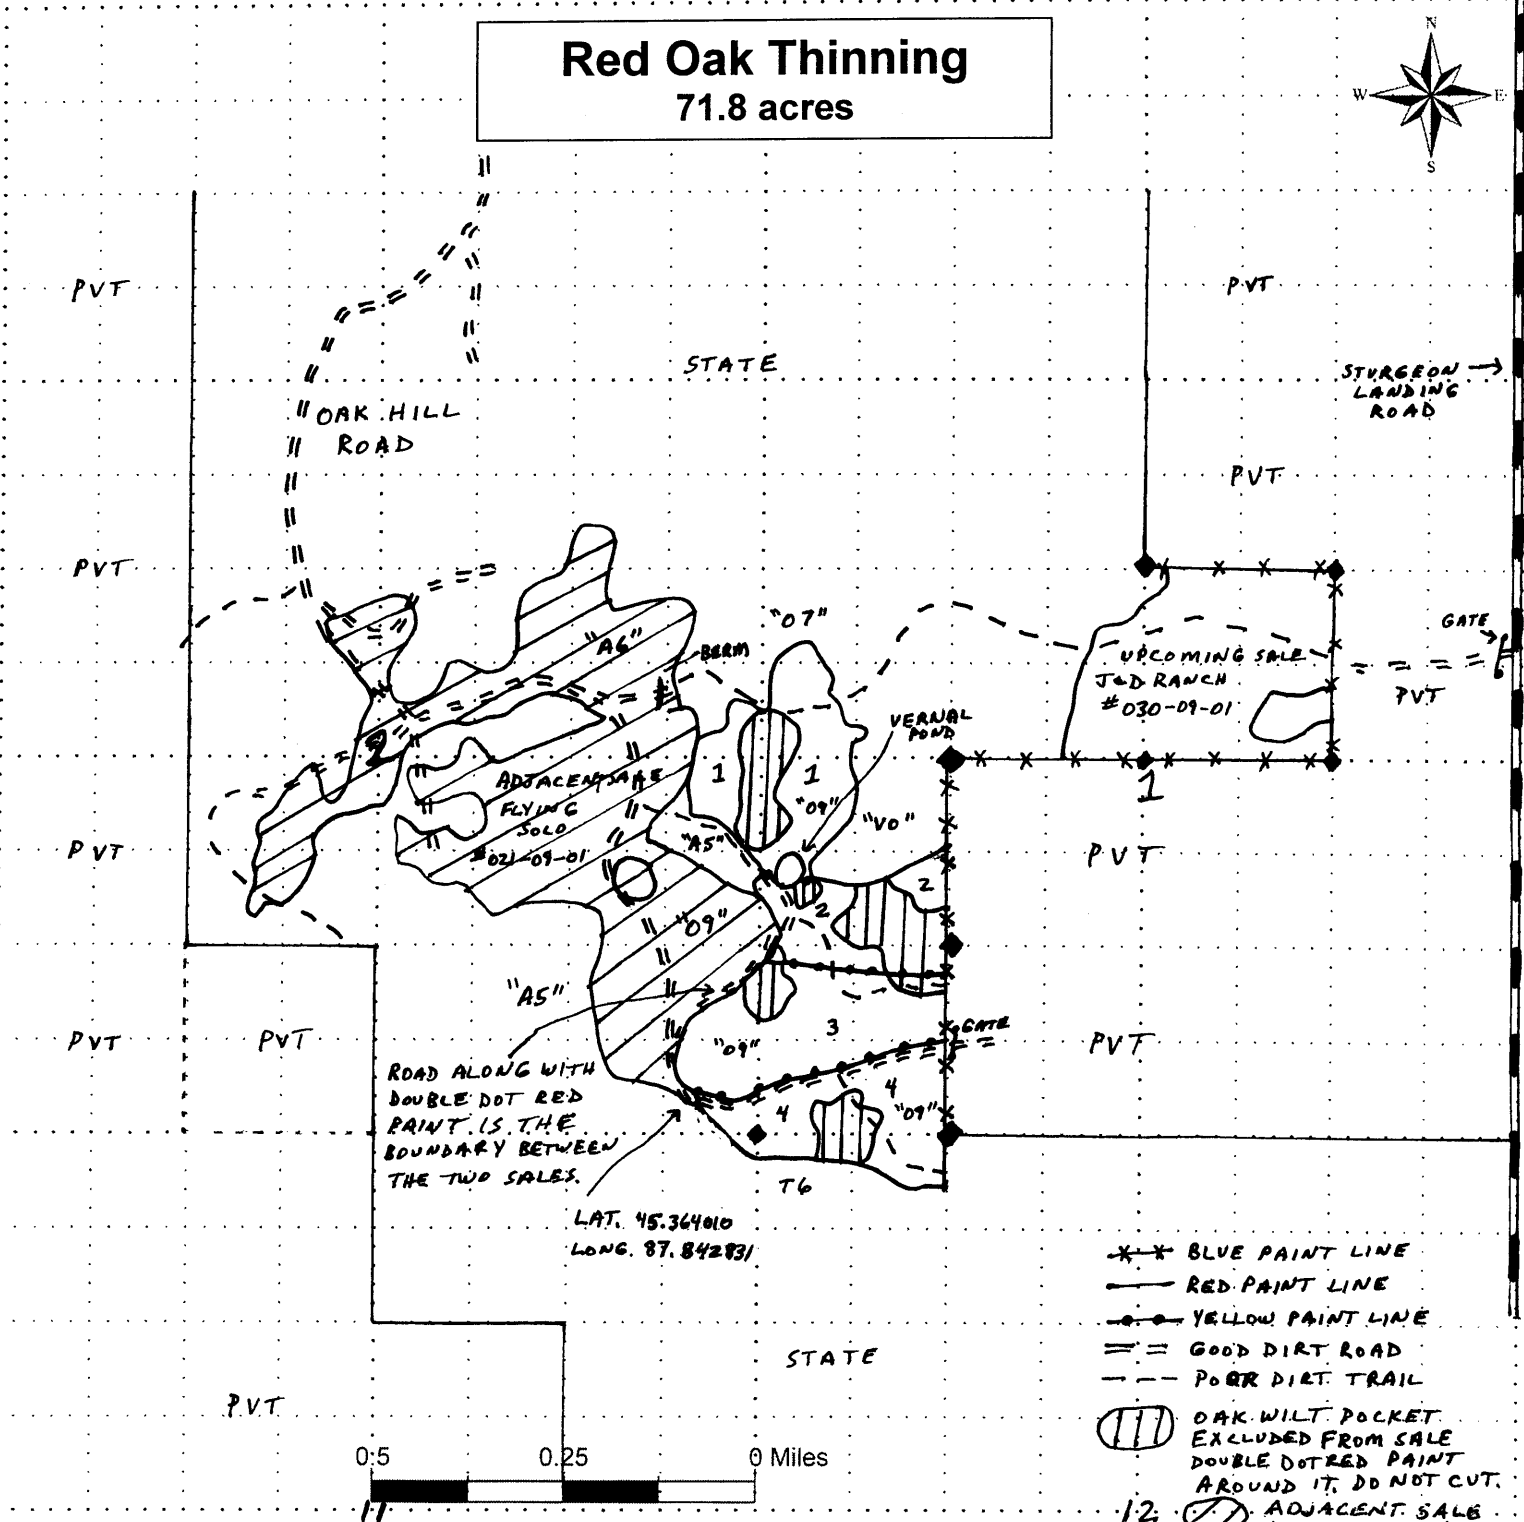 Red Oak Thinning
71.8 acres
N
W
E
S
PVT
PVT
STATE
STURGEON →
LANDING
ROAD
OAK HILL
ROAD
PVT
PVT
"07"
GATE
"A6"
BERM
UPCOMING SALE
J&D RANCH
#030-09-01
PVT
VERNAL
POND
2
1
1
1
ADJACENT SALE
FLYING
SOLO
#021-09-01
"09"
"V0"
"A5"
PVT
PVT
2
2
"09"
"A5"
PVT
PVT
3
GATE
PVT
"09"
ROAD ALONG WITH
DOUBLE DOT RED
PAINT IS THE
BOUNDARY BETWEEN
THE TWO SALES.
4
4
"09"
T6
LAT. 45.364010
LONG. 87.842831
BLUE PAINT LINE
RED PAINT LINE
YELLOW PAINT LINE
GOOD DIRT ROAD
POOR DIRT TRAIL
STATE
PVT
OAK WILT POCKET
EXCLUDED FROM SALE
DOUBLE DOT RED PAINT
AROUND IT. DO NOT CUT.
0.5 0.25 0 Miles
11
12
ADJACENT SALE